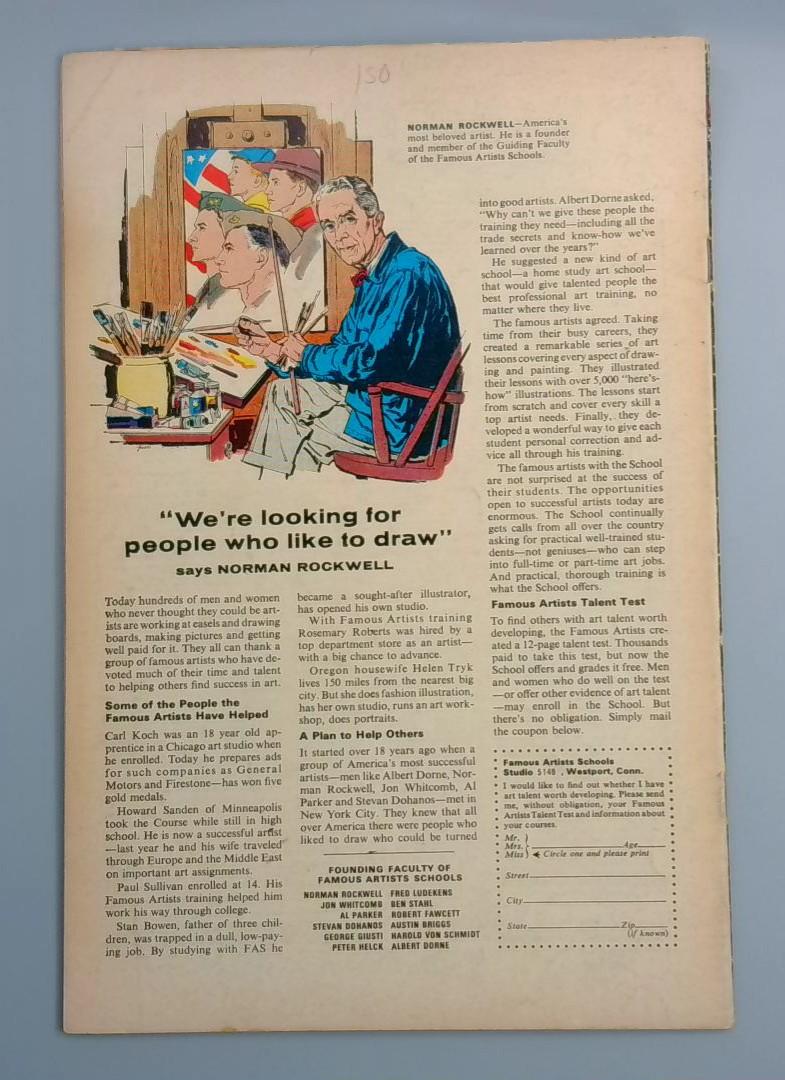 150
NORMAN ROCKWELL—America's
most beloved artist. He is a founder
and member of the Guiding Faculty
of the Famous Artists Schools.
"We're looking for
people who like to draw"
says NORMAN ROCKWELL
Today hundreds of men and women
who never thought they could be art-
ists are working at easels and drawing
boards, making pictures and getting
well paid for it. They all can thank a
group of famous artists who have de-
voted much of their time and talent
to helping others find success in art.
Some of the People the
Famous Artists Have Helped
Carl Koch was an 18 year old ap-
prentice in a Chicago art studio when
he enrolled. Today he prepares ads
for such companies as General
Motors and Firestone—has won five
gold medals.
Howard Sanden of Minneapolis
took the Course while still in high
school. He is now a successful artist
—last year he and his wife traveled
through Europe and the Middle East
on important art assignments.
Paul Sullivan enrolled at 14. His
Famous Artists training helped him
work his way through college.
Stan Bowen, father of three chil-
dren, was trapped in a dull, low-pay-
ing job. By studying with FAS he
became a sought-after illustrator,
has opened his own studio.
With Famous Artists training
Rosemary Roberts was hired by a
top department store as an artist—
with a big chance to advance.
Oregon housewife Helen Tryk
lives 150 miles from the nearest big
city. But she does fashion illustration,
has her own studio, runs an art work-
shop, does portraits.
A Plan to Help Others
It started over 18 years ago when a
group of America's most successful
artists—men like Albert Dorne, Nor-
man Rockwell, Jon Whitcomb, Al
Parker and Stevan Dohanos—met in
New York City. They knew that all
over America there were people who
liked to draw who could be turned
into good artists. Albert Dorne asked,
"Why can't we give these people the
training they need—including all the
trade secrets and know-how we've
learned over the years?"
He suggested a new kind of art
school—a home study art school—
that would give talented people the
best professional art training, no
matter where they live.
The famous artists agreed. Taking
time from their busy careers, they
created a remarkable series of art
lessons covering every aspect of draw-
ing and painting. They illustrated
their lessons with over 5,000 "here's-
how" illustrations. The lessons start
from scratch and cover every skill a
top artist needs. Finally, they de-
veloped a wonderful way to give each
student personal correction and ad-
vice all through his training.
The famous artists with the School
are not surprised at the success of
their students. The opportunities
open to successful artists today are
enormous. The School continually
gets calls from all over the country
asking for practical well-trained stu-
dents—not geniuses—who can step
into full-time or part-time art jobs.
And practical, thorough training is
what the School offers.
Famous Artists Talent Test
To find others with art talent worth
developing, the Famous Artists cre-
ated a 12-page talent test. Thousands
paid to take this test, but now the
School offers and grades it free. Men
and women who do well on the test
—or offer other evidence of art talent
—may enroll in the School. But
there's no obligation. Simply mail
the coupon below.
FOUNDING FACULTY OF
FAMOUS ARTISTS SCHOOLS
NORMAN ROCKWELL FRED LUDEKENS
JON WHITCOMB BEN STAHL
AL PARKER ROBERT FAWCETT
STEVAN DOHANOS AUSTIN BRIGGS
GEORGE GIUSTI HAROLD VON SCHMIDT
PETER HELCK ALBERT DORNE
Famous Artists Schools
Studio 5148 , Westport, Conn.
I would like to find out whether I have
art talent worth developing. Please send
me, without obligation, your Famous
Artists Talent Test and information about
your courses.
Mr.
Mrs. Age
Miss Circle one and please print
Street
City
State Zip
(if known)